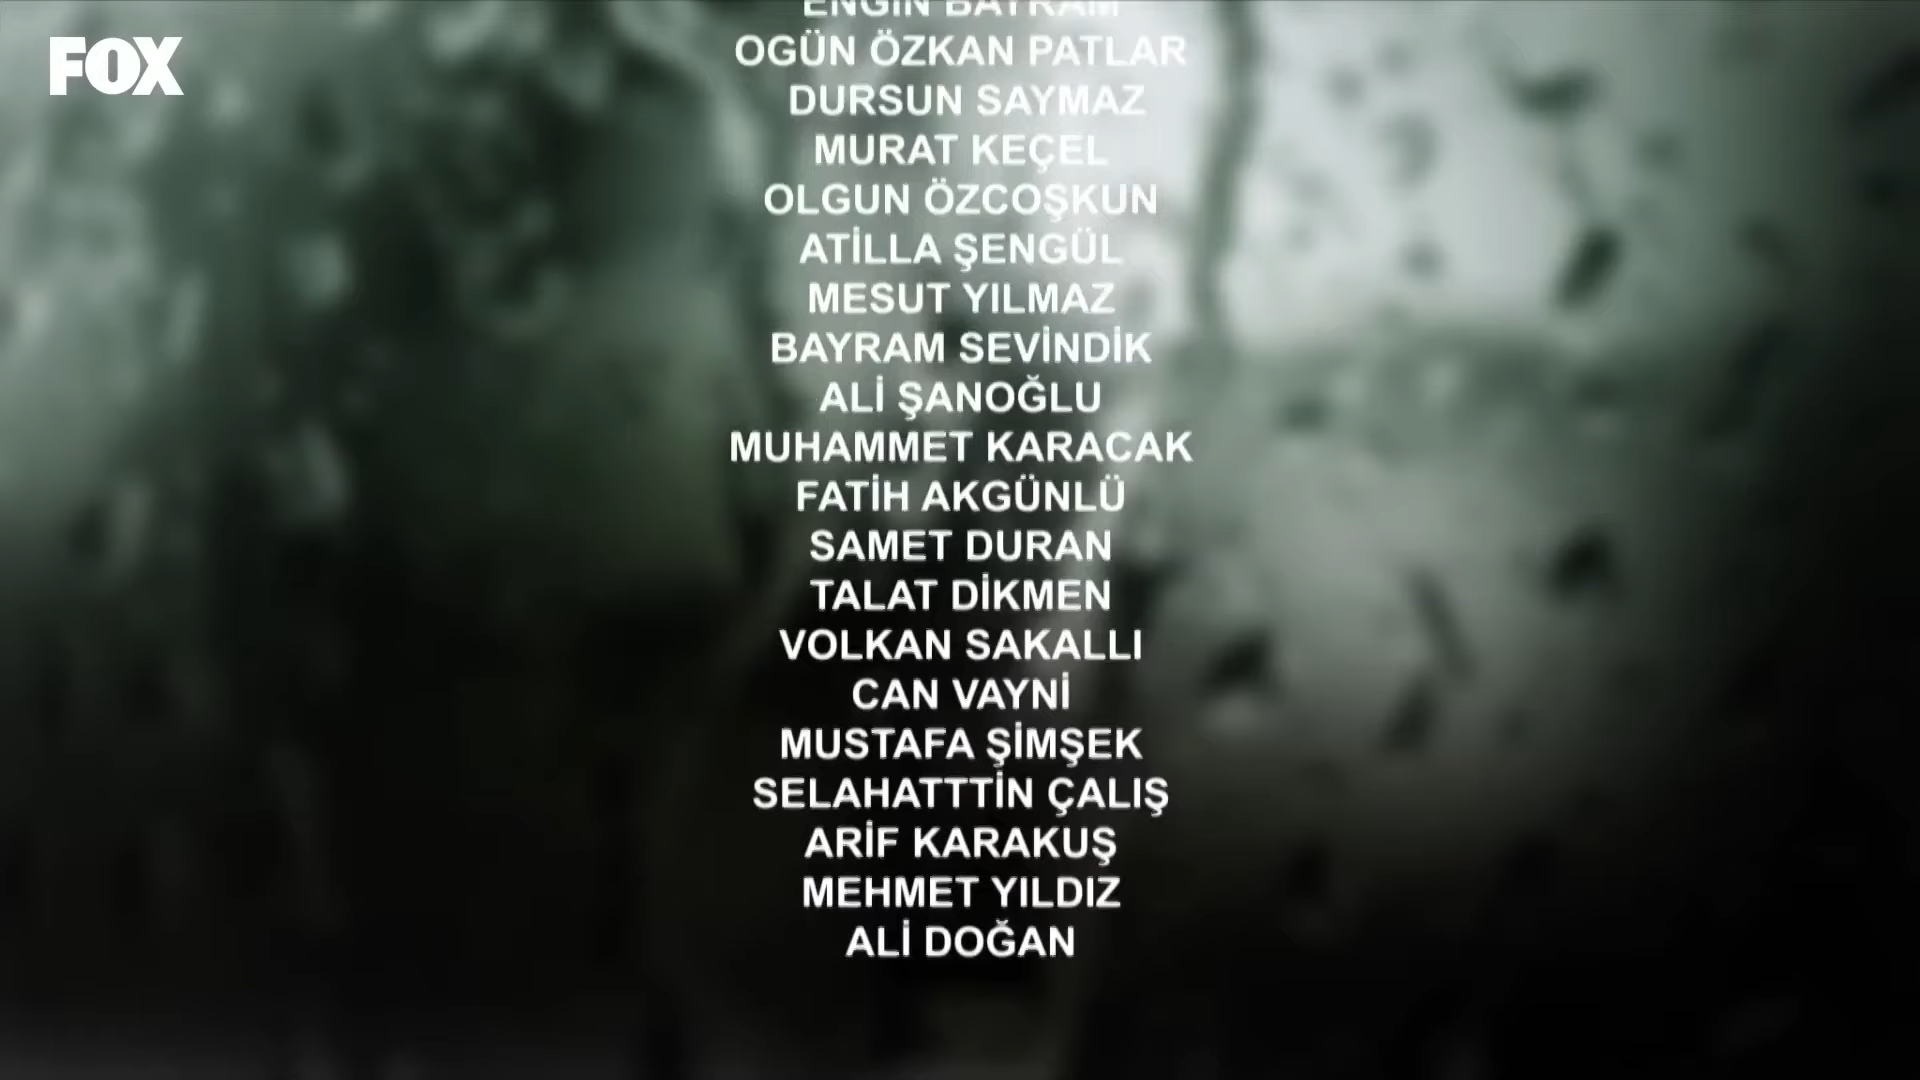 FOX
ENGİN BAYRAM
OGÜN ÖZKAN PATLAR
DURSUN SAYMAZ
MURAT KEÇEL
OLGUN ÖZCOŞKUN
ATİLLA ŞENGÜL
MESUT YILMAZ
BAYRAM SEVİNDİK
ALİ ŞANOĞLU
MUHAMMET KARACAK
FATİH AKGÜNLÜ
SAMET DURAN
TALAT DİKMEN
VOLKAN SAKALLI
CAN VAYNİ
MUSTAFA ŞİMŞEK
SELAHATTTİN ÇALIŞ
ARİF KARAKUŞ
MEHMET YILDIZ
ALİ DOĞAN